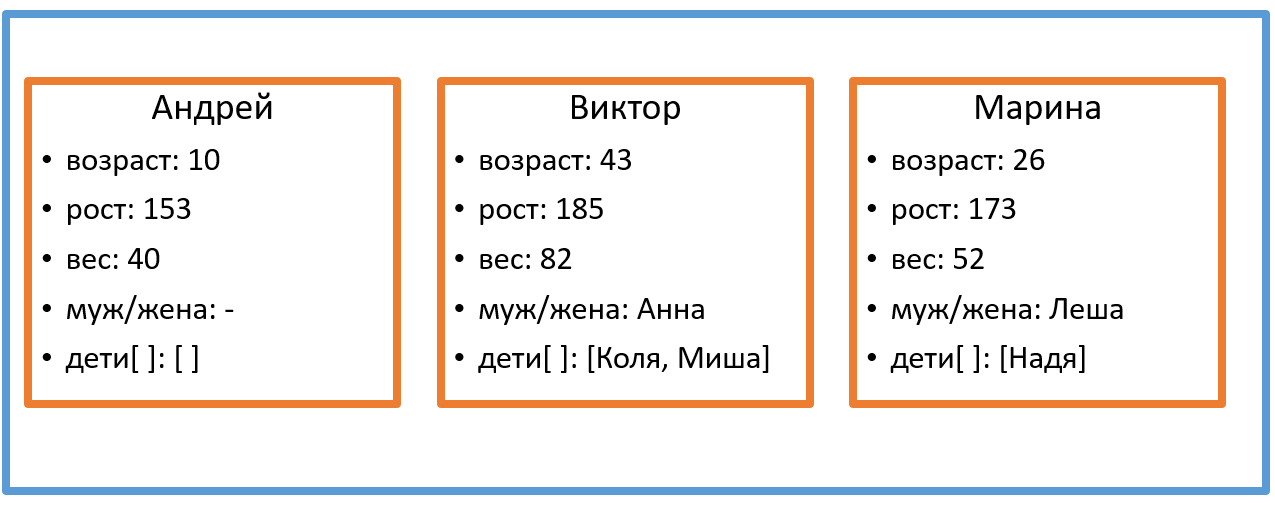 Андрей
• возраст: 10
• рост: 153
• вес: 40
• муж/жена: -
• дети[ ]: [ ]
Виктор
• возраст: 43
• рост: 185
• вес: 82
• муж/жена: Анна
• дети[ ]: [Коля, Миша]
Марина
• возраст: 26
• рост: 173
• вес: 52
• муж/жена: Леша
• дети[ ]: [Надя]